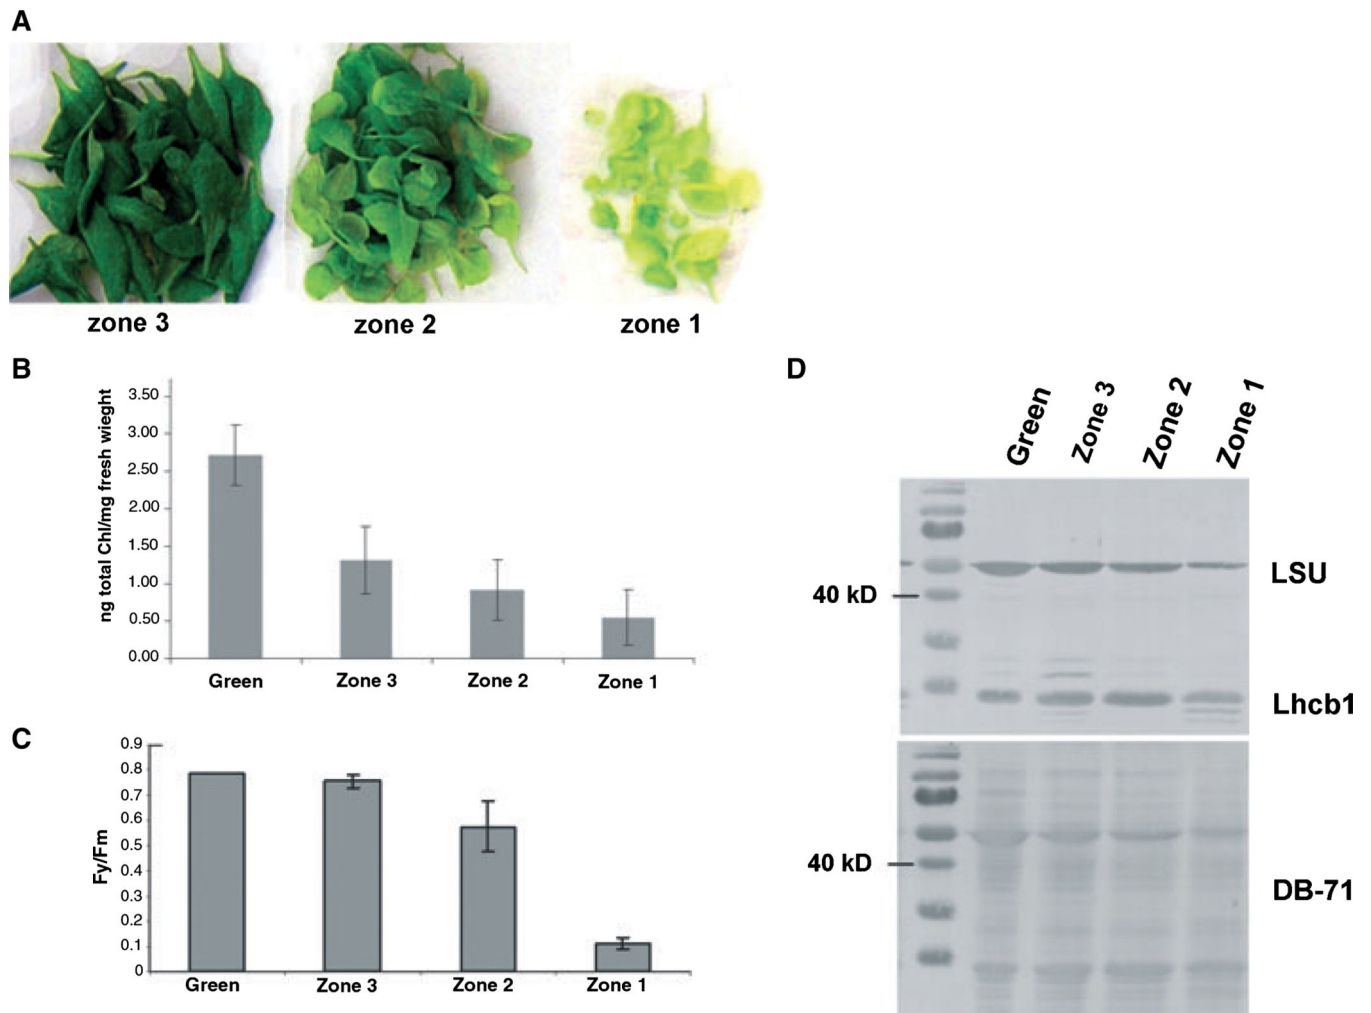 A
zone 3
zone 2
zone 1
B
ng total Chl/mg fresh wieght
3.50
3.00
2.50
2.00
1.50
1.00
0.50
0.00
Green
Zone 3
Zone 2
Zone 1
C
Fy/Fm
0.9
0.8
0.7
0.6
0.5
0.4
0.3
0.2
0.1
0
Green
Zone 3
Zone 2
Zone 1
D
Green
Zone 3
Zone 2
Zone 1
LSU
40 kD
Lhcb1
40 kD
DB-71